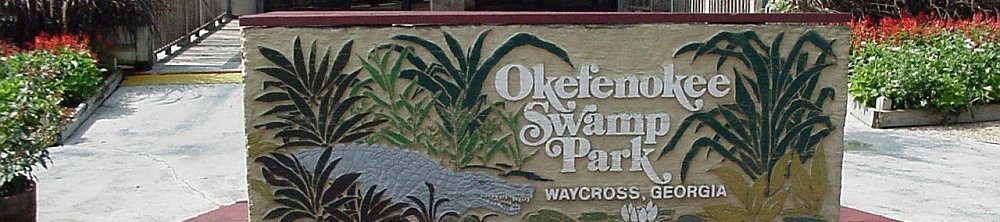 Okefenokee
Swamp
Park
WAYCROSS, GEORGIA